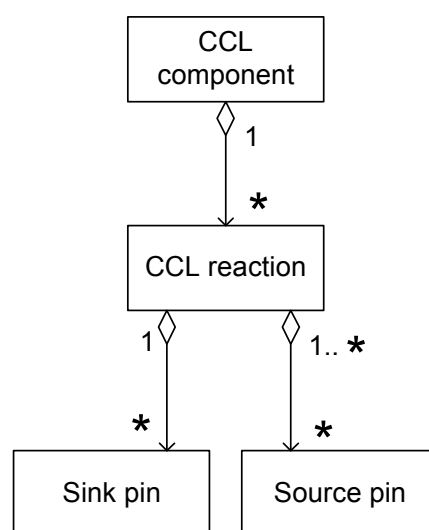 CCL
component
1
*
CCL reaction
1
1.. *
*
*
Sink pin
Source pin